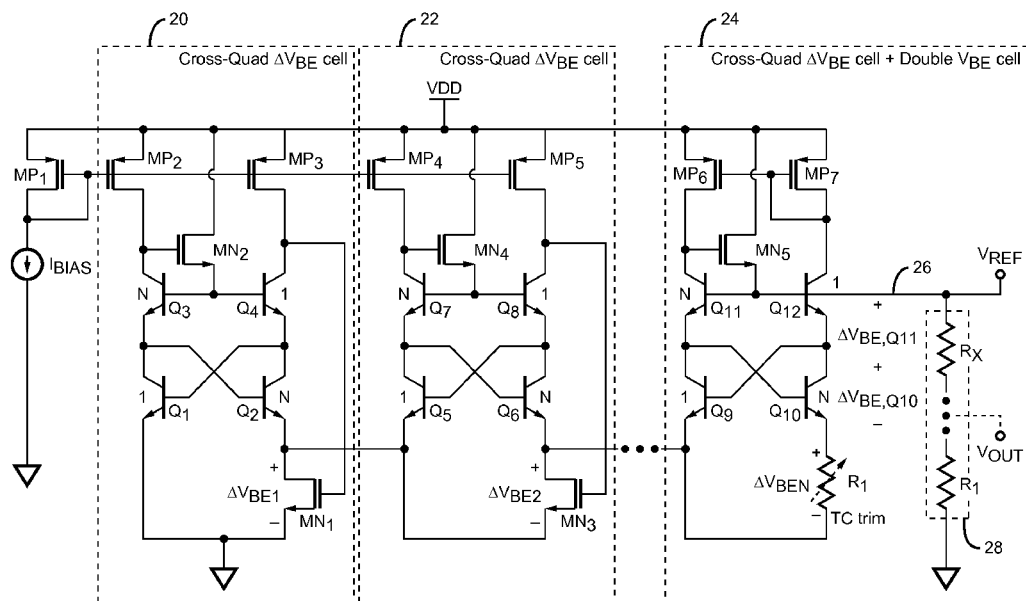 20
22
24
Cross-Quad ΔVBE cell
Cross-Quad ΔVBE cell
Cross-Quad ΔVBE cell + Double VBE cell
VDD
MP1
MP2
MP3
MP4
MP5
MP6
MP7
IBIAS
MN2
MN4
MN5
N
Q3
Q4
1
N
Q7
Q8
1
N
Q11
Q12
1
26
VREF
+
ΔVBE,Q11
+
ΔVBE,Q10
−
RX
1
Q1
Q2
N
1
Q5
Q6
N
1
Q9
Q10
N
VOUT
+
ΔVBE1
−
MN1
+
ΔVBE2
−
MN3
+
ΔVBEN
−
R1
TC trim
R1
28